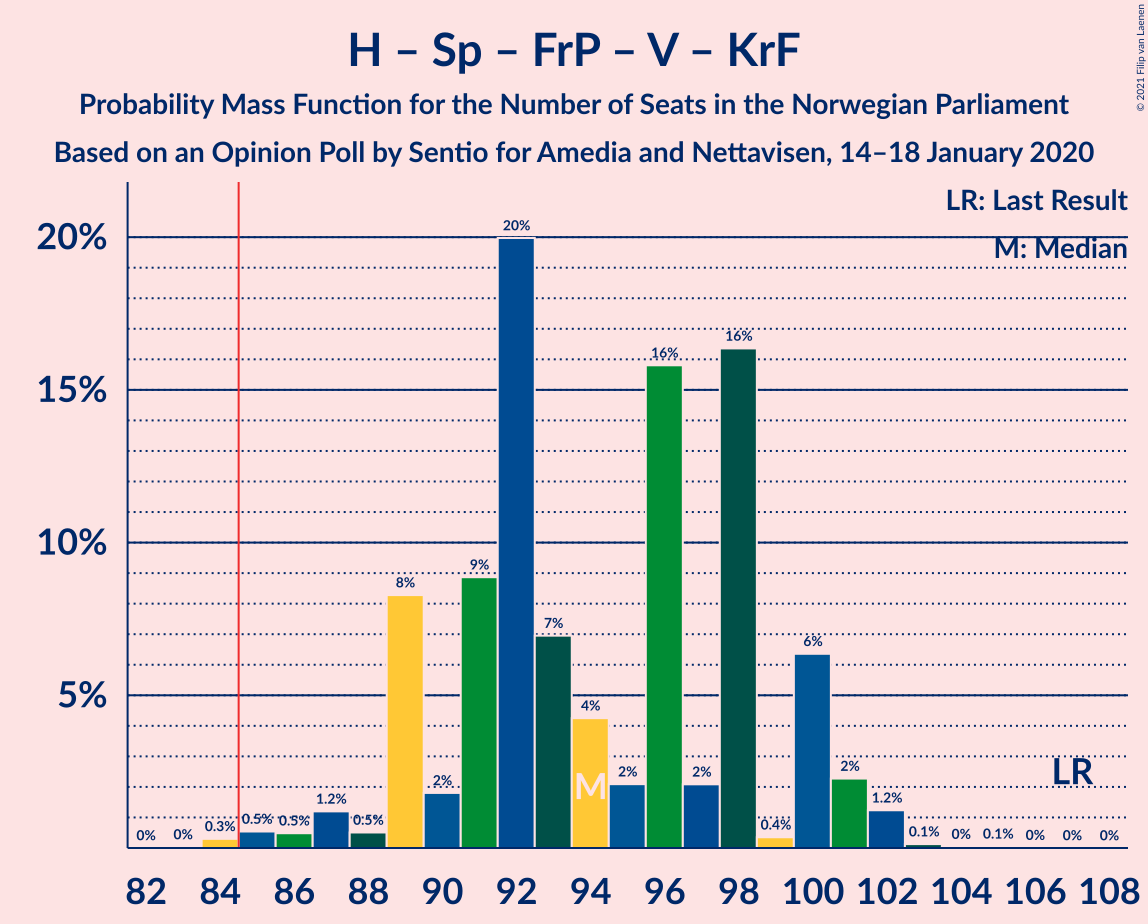 H – Sp – FrP – V – KrF
Probability Mass Function for the Number of Seats in the Norwegian Parliament
Based on an Opinion Poll by Sentio for Amedia and Nettavisen, 14–18 January 2020
© 2021 Filip van Laenen
LR: Last Result
M: Median
20%
15%
10%
5%
0% 0% 0.3% 0.5% 0.5% 1.2% 0.5% 8% 2% 9% 20% 7% 4% 2% 16% 2% 16% 0.4% 6% 2% 1.2% 0.1% 0% 0.1% 0% 0% 0%
M
LR
82 84 86 88 90 92 94 96 98 100 102 104 106 108